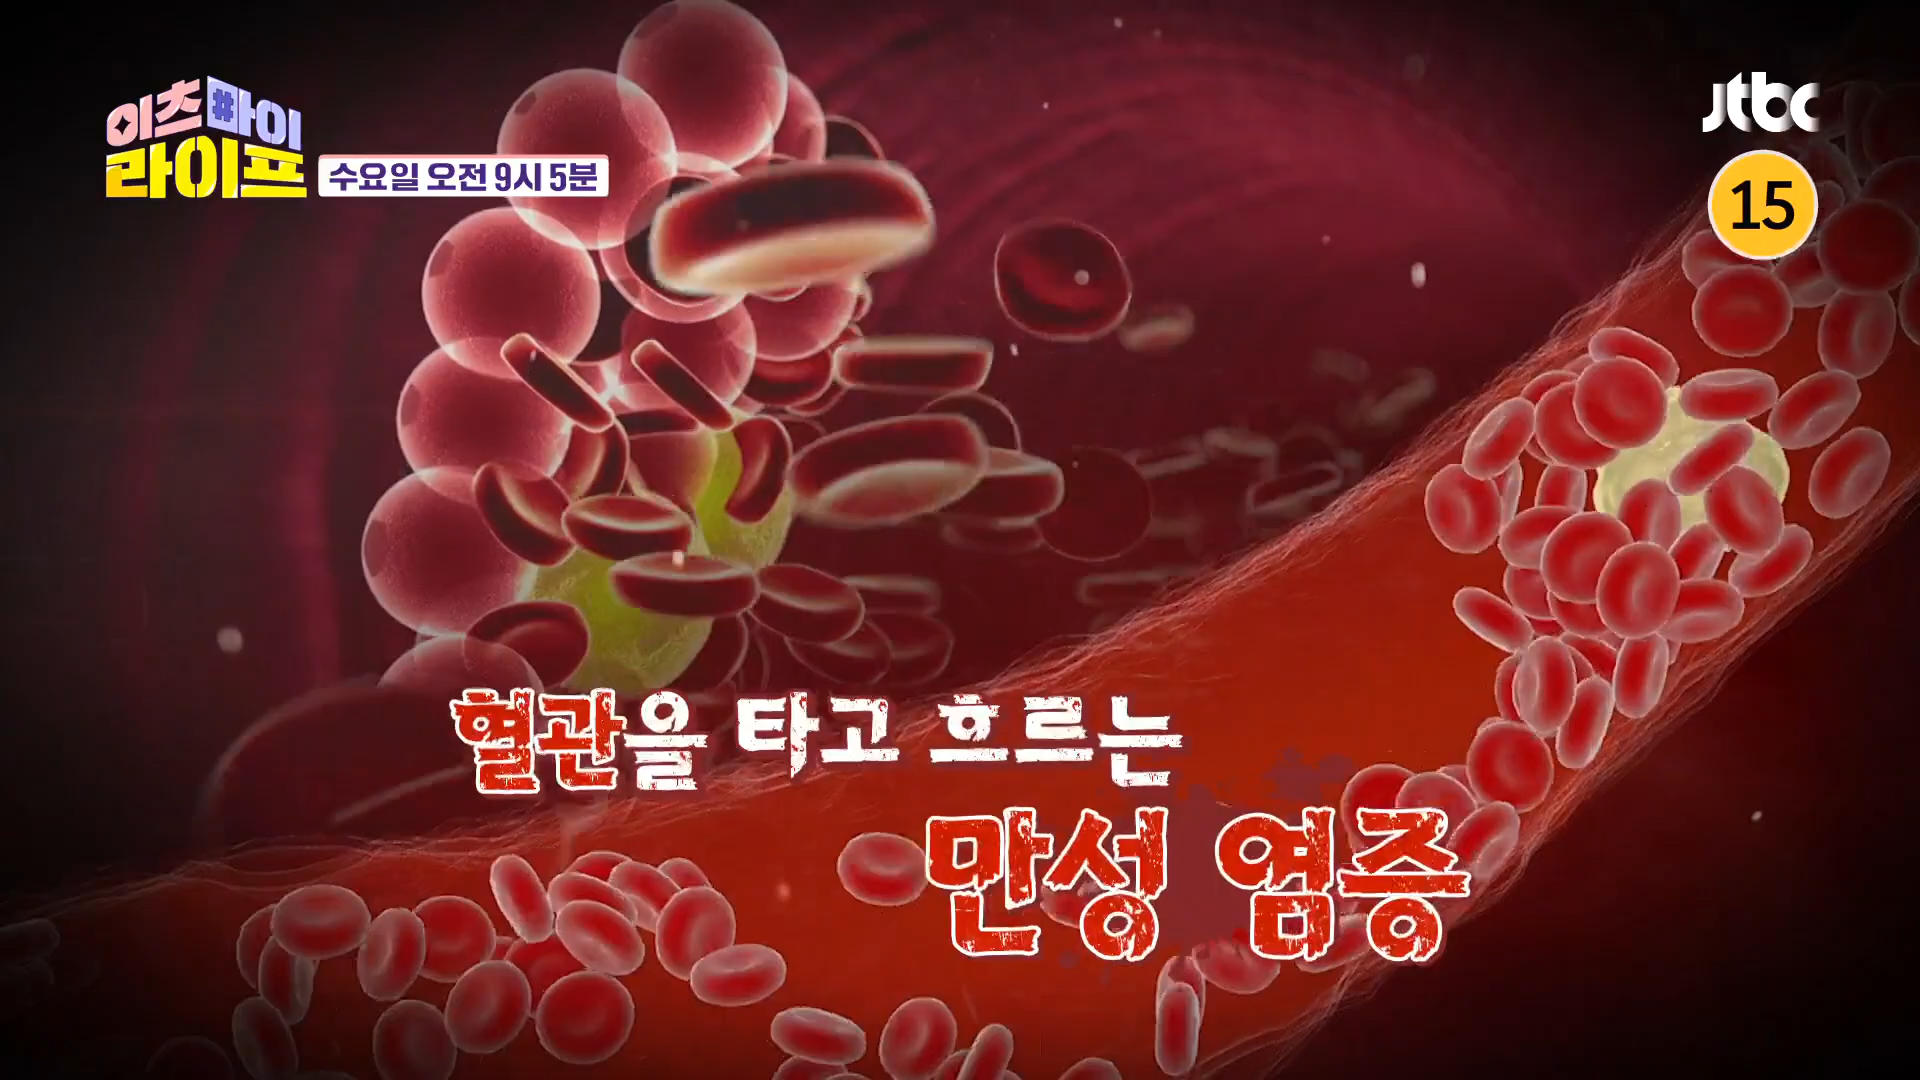 이츠#마이
라이프
수요일 오전 9시 5분
jtbc
15
혈관을 타고 흐르는
만성 염증